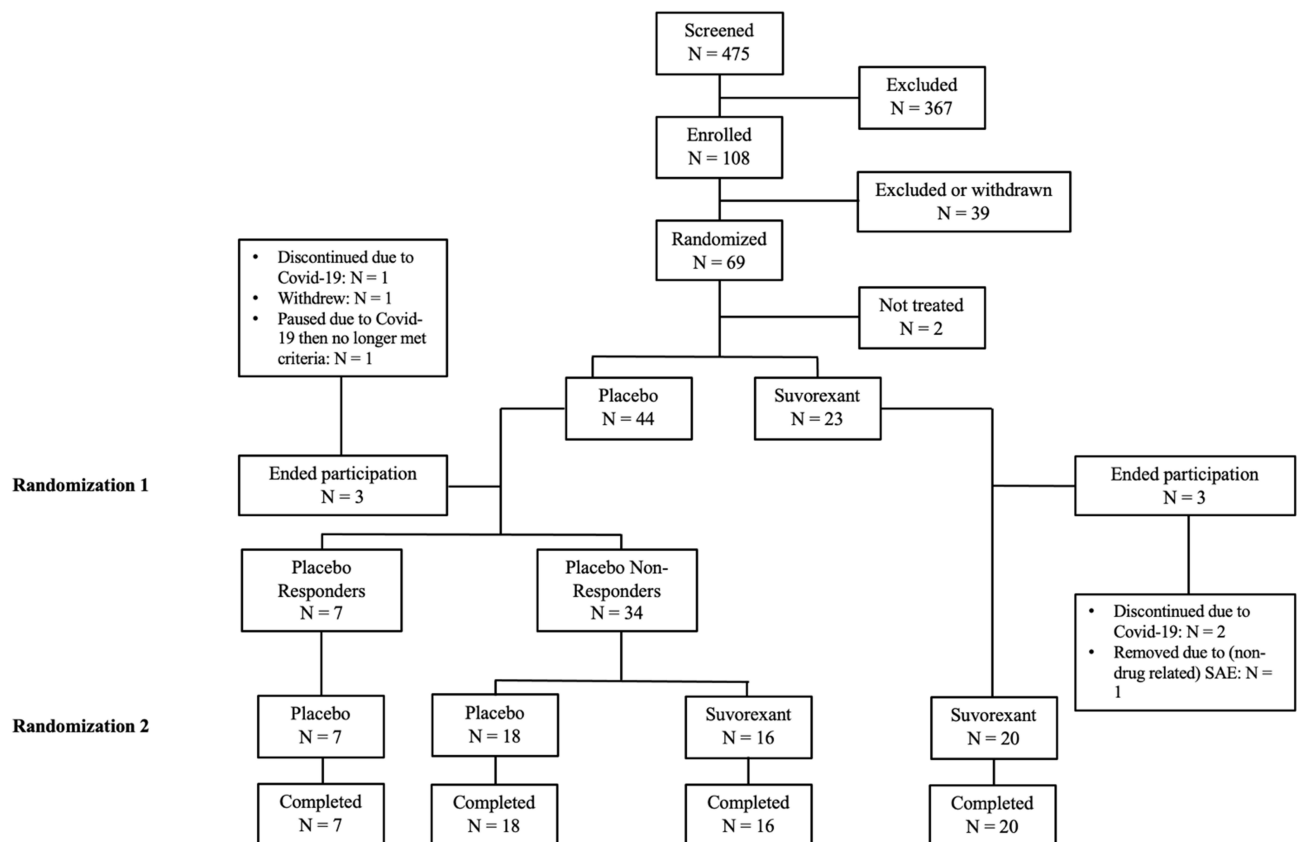 Screened
N = 475
Excluded
N = 367
Enrolled
N = 108
Excluded or withdrawn
N = 39
Randomized
N = 69
• Discontinued due to
Covid-19: N = 1
• Withdrew: N = 1
• Paused due to Covid-
19 then no longer met
criteria: N = 1
Not treated
N = 2
Placebo
N = 44
Suvorexant
N = 23
Randomization 1
Ended participation
N = 3
Ended participation
N = 3
Placebo
Responders
N = 7
Placebo Non-
Responders
N = 34
• Discontinued due to
Covid-19: N = 2
• Removed due to (non-
drug related) SAE: N =
1
Randomization 2
Placebo
N = 7
Placebo
N = 18
Suvorexant
N = 16
Suvorexant
N = 20
Completed
N = 7
Completed
N = 18
Completed
N = 16
Completed
N = 20